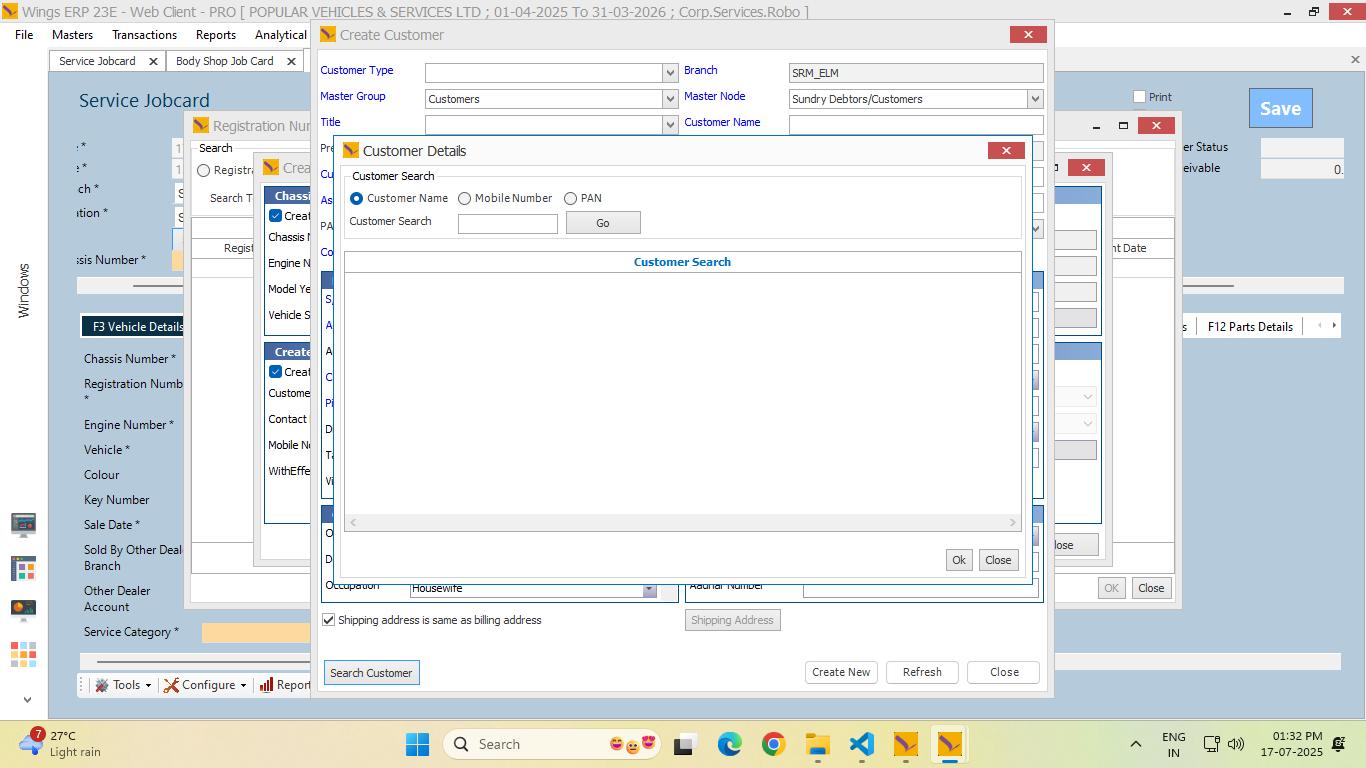 Wings ERP 23E - Web Client - PRO [ POPULAR VEHICLES & SERVICES LTD ; 01-04-2025 To 31-03-2026 ; Corp.Services.Robo ]
File Masters Transactions Reports Analytical
Create Customer
Service Jobcard Body Shop Job Card
Customer Type
Branch SRM_ELM
Master Group Customers
Master Node Sundry Debtors/Customers
Title
Customer Name
Service Jobcard
Print
Save
Registration Nu
Search
Registra
Search T
Regist
er Status
eivable 0.
ch *
ation *
ssis Number *
nt Date
Crea
Chassi
Creat
Chassis N
Engine N
Model Ye
Vehicle S
Create
Creat
Custome
Contact
Mobile No
WithEffe
Customer Details
Customer Search
Customer Name Mobile Number PAN
Customer Search Go
Customer Search
Ok Close
Occupation Housewife
Aadhar Number
Shipping address is same as billing address
Shipping Address
Search Customer
Create New Refresh Close
lose
OK Close
Windows
F3 Vehicle Details
s F12 Parts Details
Chassis Number *
Registration Numb
*
Engine Number *
Vehicle *
Colour
Key Number
Sale Date *
Sold By Other Deal
Branch
Other Dealer
Account
Service Category *
Tools Configure Report
7
27°C
Light rain
Search
ENG
IN
01:32 PM
17-07-2025